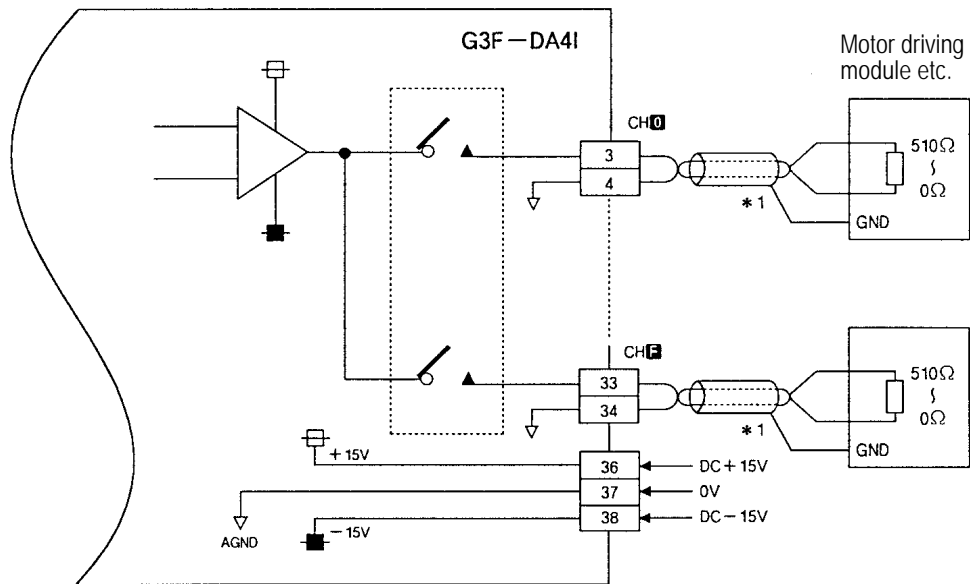 G3F－DA4I
Motor driving
module etc.
CH0
3
4
＊1
510Ω
∫
0Ω
GND
CHF
33
34
＊1
510Ω
∫
0Ω
GND
+15V
36
DC+15V
37
0V
38
DC−15V
AGND
−15V